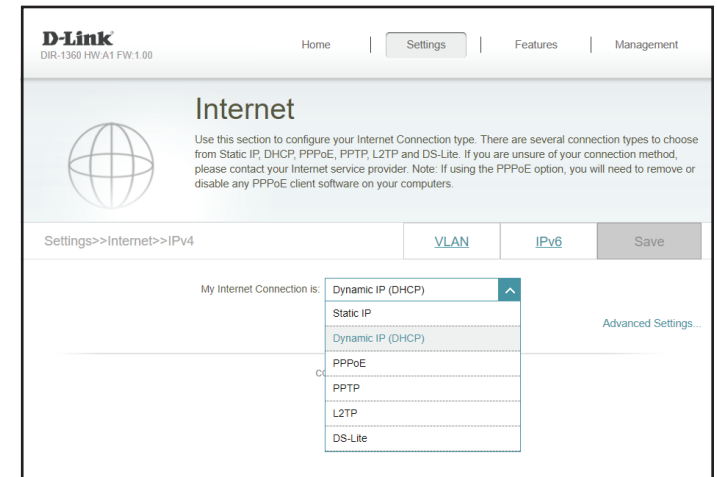 D-Link
DIR-1360 HW:A1 FW:1.00
Home
Settings
Features
Management
Internet
Use this section to configure your Internet Connection type. There are several connection types to choose
from Static IP, DHCP, PPPoE, PPTP, L2TP and DS-Lite. If you are unsure of your connection method,
please contact your Internet service provider. Note: If using the PPPoE option, you will need to remove or
disable any PPPoE client software on your computers.
Settings>>Internet>>IPv4
VLAN
IPv6
Save
My Internet Connection is: Dynamic IP (DHCP)
Static IP
Advanced Settings...
Dynamic IP (DHCP)
PPPoE
PPTP
L2TP
DS-Lite